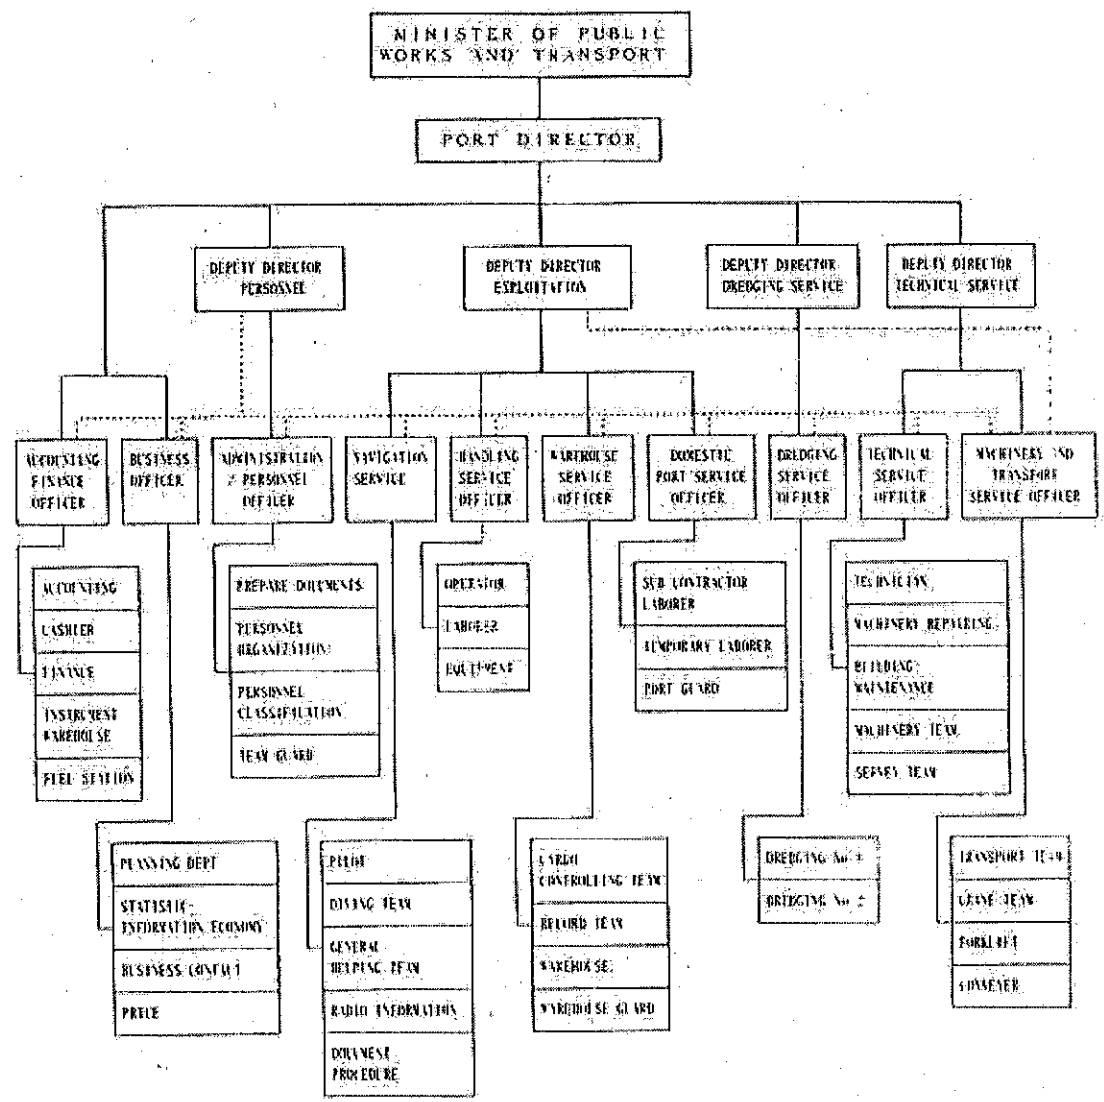 MINISTER OF PUBLIC
WORKS AND TRANSPORT
PORT DIRECTOR
DEPUTY DIRECTOR
PERSONNEL
DEPUTY DIRECTOR
EXPLOITATION
DEPUTY DIRECTOR
DREDGING SERVICE
DEPUTY DIRECTOR
TECHNICAL SERVICE
ACCOUNTING
FINANCE
OFFICER
BUSINESS
OFFICER
ADMINISTRATION
PERSONNEL
OFFICER
NAVIGATION
SERVICE
HANDLING
SERVICE
OFFICER
WAREHOUSE
SERVICE
OFFICER
DOMESTIC
PORT SERVICE
OFFICER
DREDGING
SERVICE
OFFICER
TECHNICAL
SERVICE
OFFICER
MACHINERY AND
TRANSPORT
SERVICE OFFICER
ACCOUNTING
CASHIER
FINANCE
INSTRUMENT
WAREHOUSE
FUEL STATION
PREPARE DOCUMENTS
PERSONNEL
ORGANIZATION
PERSONNEL
CLASSIFICATION
TEAM GUARD
OPERATOR
LABORER
EQUIPMENT
SUB CONTRACTOR
LABORER
TEMPORARY LABORER
PORT GUARD
TECHNICIAN
MACHINERY REPAIRING
BUILDING
MAINTENANCE
MACHINERY TEAM
SURVEY TEAM
PLANNING DEPT
STATISTIC
INFORMATION ECONOMY
BUSINESS
PRICE
PILOT
DIVING TEAM
GENERAL
HELPING TEAM
RADIO INFORMATION
DOCUMENT
PROCEDURE
CARGO
CONTROLLING TEAM
RECORD TEAM
WAREHOUSE
WAREHOUSE GUARD
DREDGING No
DREDGING No 2
TRANSPORT TEAM
CRANE TEAM
FORKLIFT